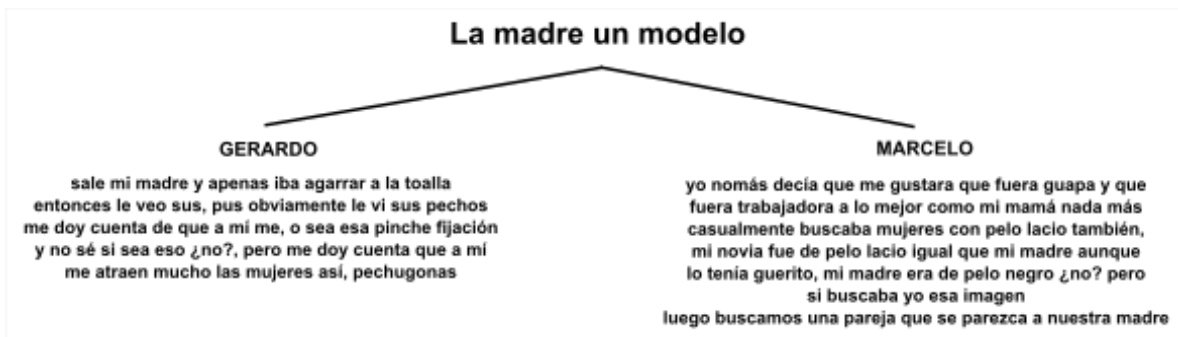 La madre un modelo
GERARDO
sale mi madre y apenas iba agarrar a la toalla
entonces le veo sus, pus obviamente le vi sus pechos
me doy cuenta de que a mí me, o sea esa pinche fijación
y no sé si sea eso ¿no?, pero me doy cuenta que a mí
me atraen mucho las mujeres así, pechugonas
MARCELO
yo nomás decía que me gustara que fuera guapa y que
fuera trabajadora a lo mejor como mi mamá nada más
casualmente buscaba mujeres con pelo lacio también,
mi novia fue de pelo lacio igual que mi madre aunque
lo tenía guerito, mi madre era de pelo negro ¿no? pero
si buscaba yo esa imagen
luego buscamos una pareja que se parezca a nuestra madre